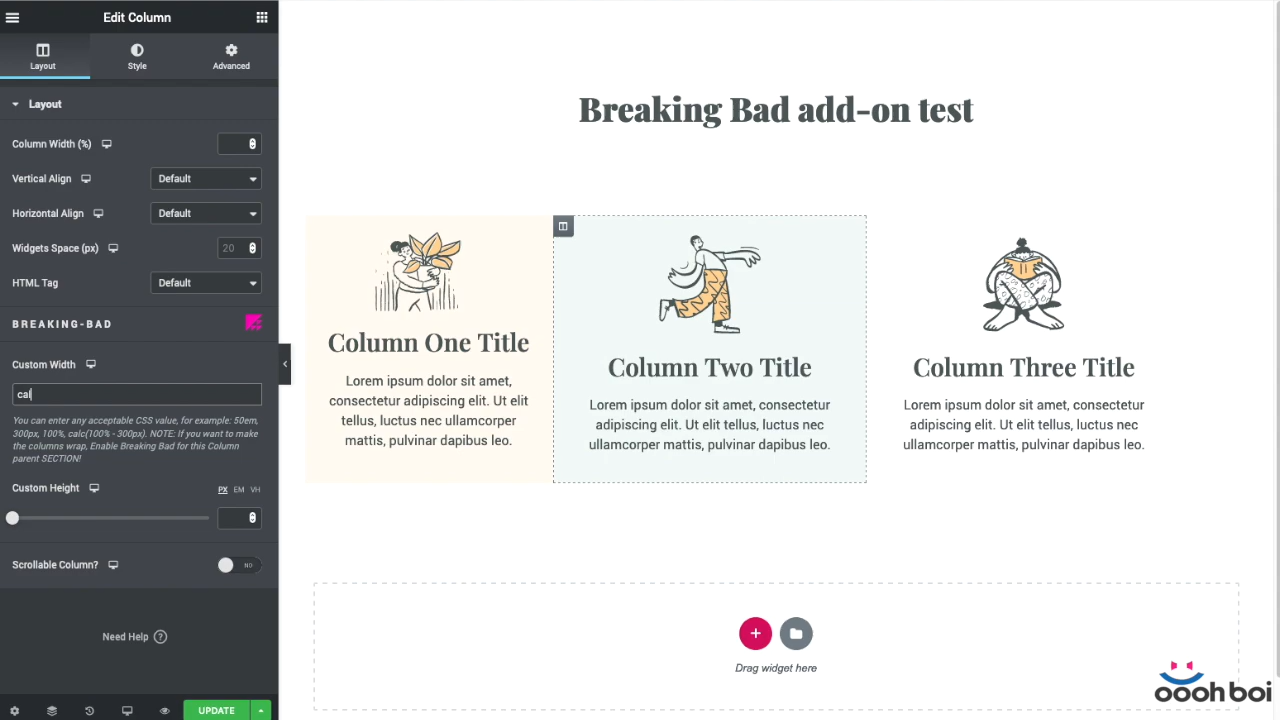 Edit Column
Layout
Style
Advanced
Layout
Column Width (%)
Vertical Align
Default
Horizontal Align
Default
Widgets Space (px)
20
HTML Tag
Default
BREAKING-BAD
Custom Width
cal
You can enter any acceptable CSS value, for example: 50em,
300px, 100%, calc(100% - 300px). NOTE: If you want to make
the columns wrap, Enable Breaking Bad for this Column
parent SECTION!
Custom Height
PX EM VH
Scrollable Column?
NO
Need Help ?
UPDATE
Breaking Bad add-on test
Column One Title
Lorem ipsum dolor sit amet,
consectetur adipiscing elit. Ut elit
tellus, luctus nec ullamcorper
mattis, pulvinar dapibus leo.
Column Two Title
Lorem ipsum dolor sit amet, consectetur
adipiscing elit. Ut elit tellus, luctus nec
ullamcorper mattis, pulvinar dapibus leo.
Column Three Title
Lorem ipsum dolor sit amet, consectetur
adipiscing elit. Ut elit tellus, luctus nec
ullamcorper mattis, pulvinar dapibus leo.
Drag widget here
oooh boi